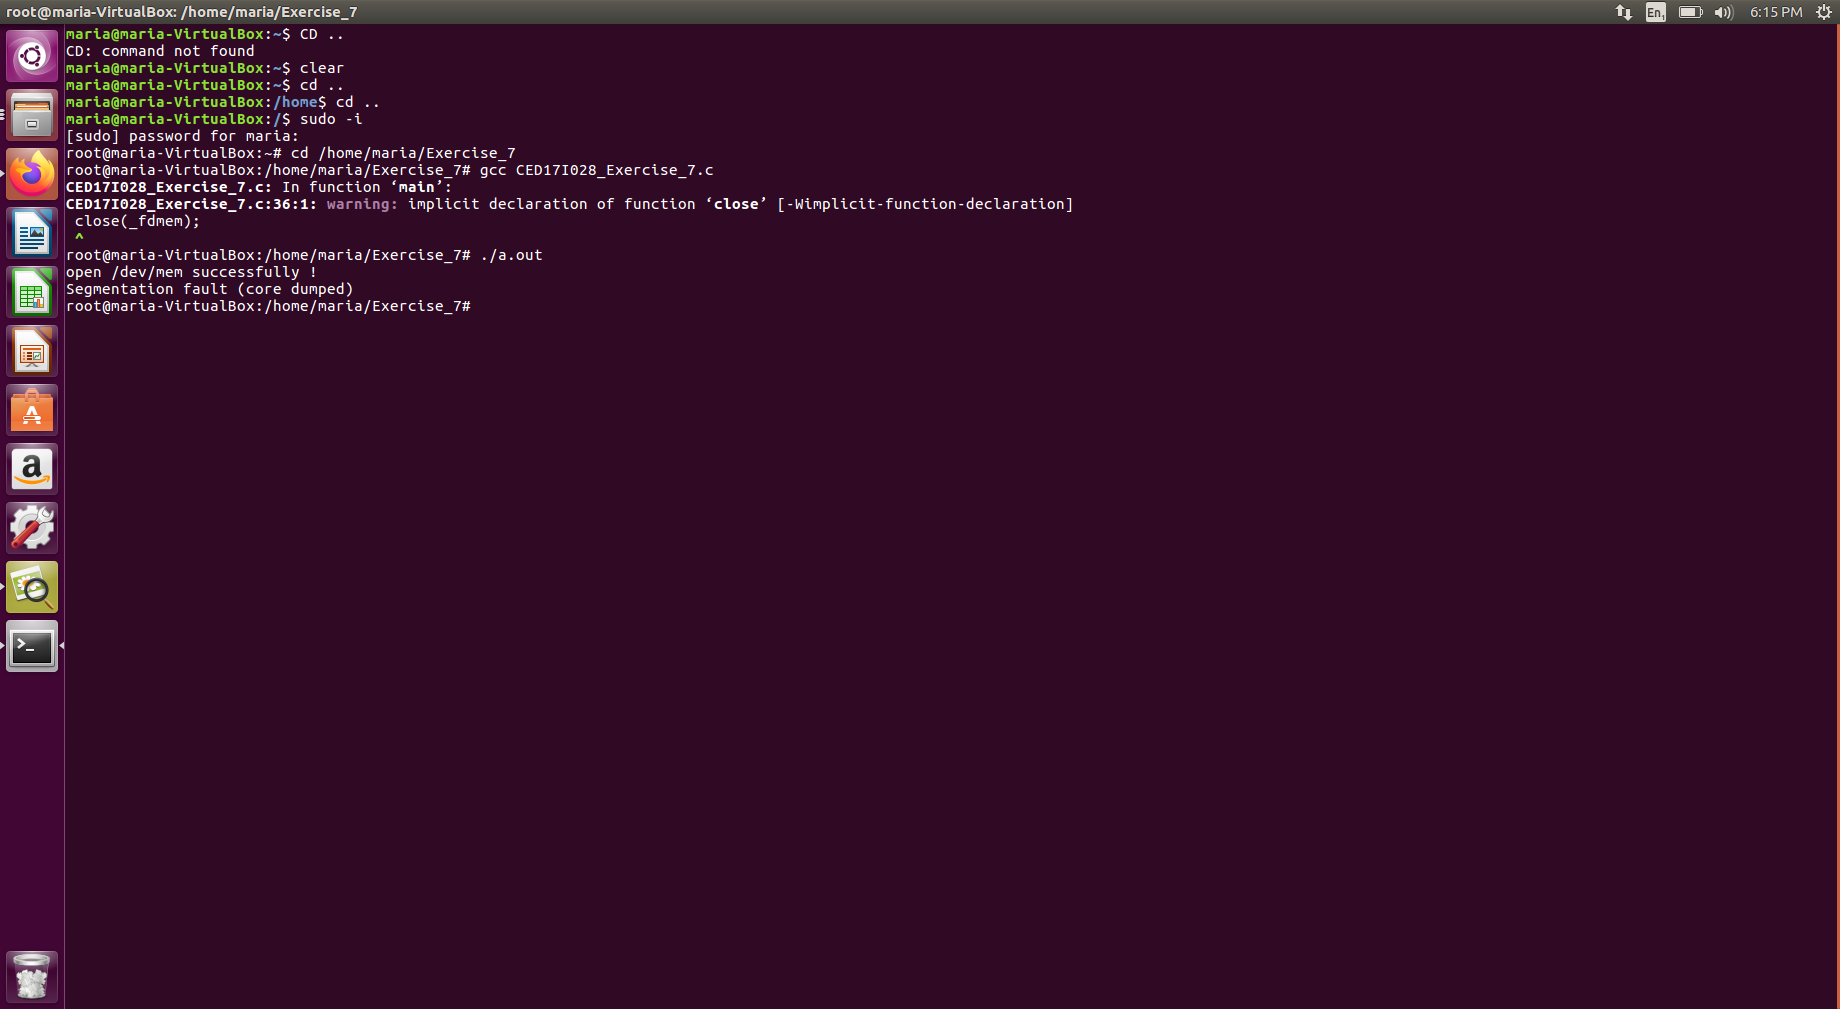 root@maria-VirtualBox: /home/maria/Exercise_7
En1
6:15 PM
maria@maria-VirtualBox:~$ CD ..
CD: command not found
maria@maria-VirtualBox:~$ clear
maria@maria-VirtualBox:~$ cd ..
maria@maria-VirtualBox:/home$ cd ..
maria@maria-VirtualBox:/$ sudo -i
[sudo] password for maria:
root@maria-VirtualBox:~# cd /home/maria/Exercise_7
root@maria-VirtualBox:/home/maria/Exercise_7# gcc CED17I028_Exercise_7.c
CED17I028_Exercise_7.c: In function ‘main’:
CED17I028_Exercise_7.c:36:1: warning: implicit declaration of function ‘close’ [-Wimplicit-function-declaration]
 close(_fdmem);
 ^
root@maria-VirtualBox:/home/maria/Exercise_7# ./a.out
open /dev/mem successfully !
Segmentation fault (core dumped)
root@maria-VirtualBox:/home/maria/Exercise_7#